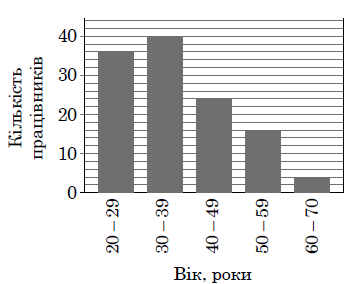 Кількість
працівників
40
30
20
10
0
20 – 29
30 – 39
40 – 49
50 – 59
60 – 70
Вік, роки